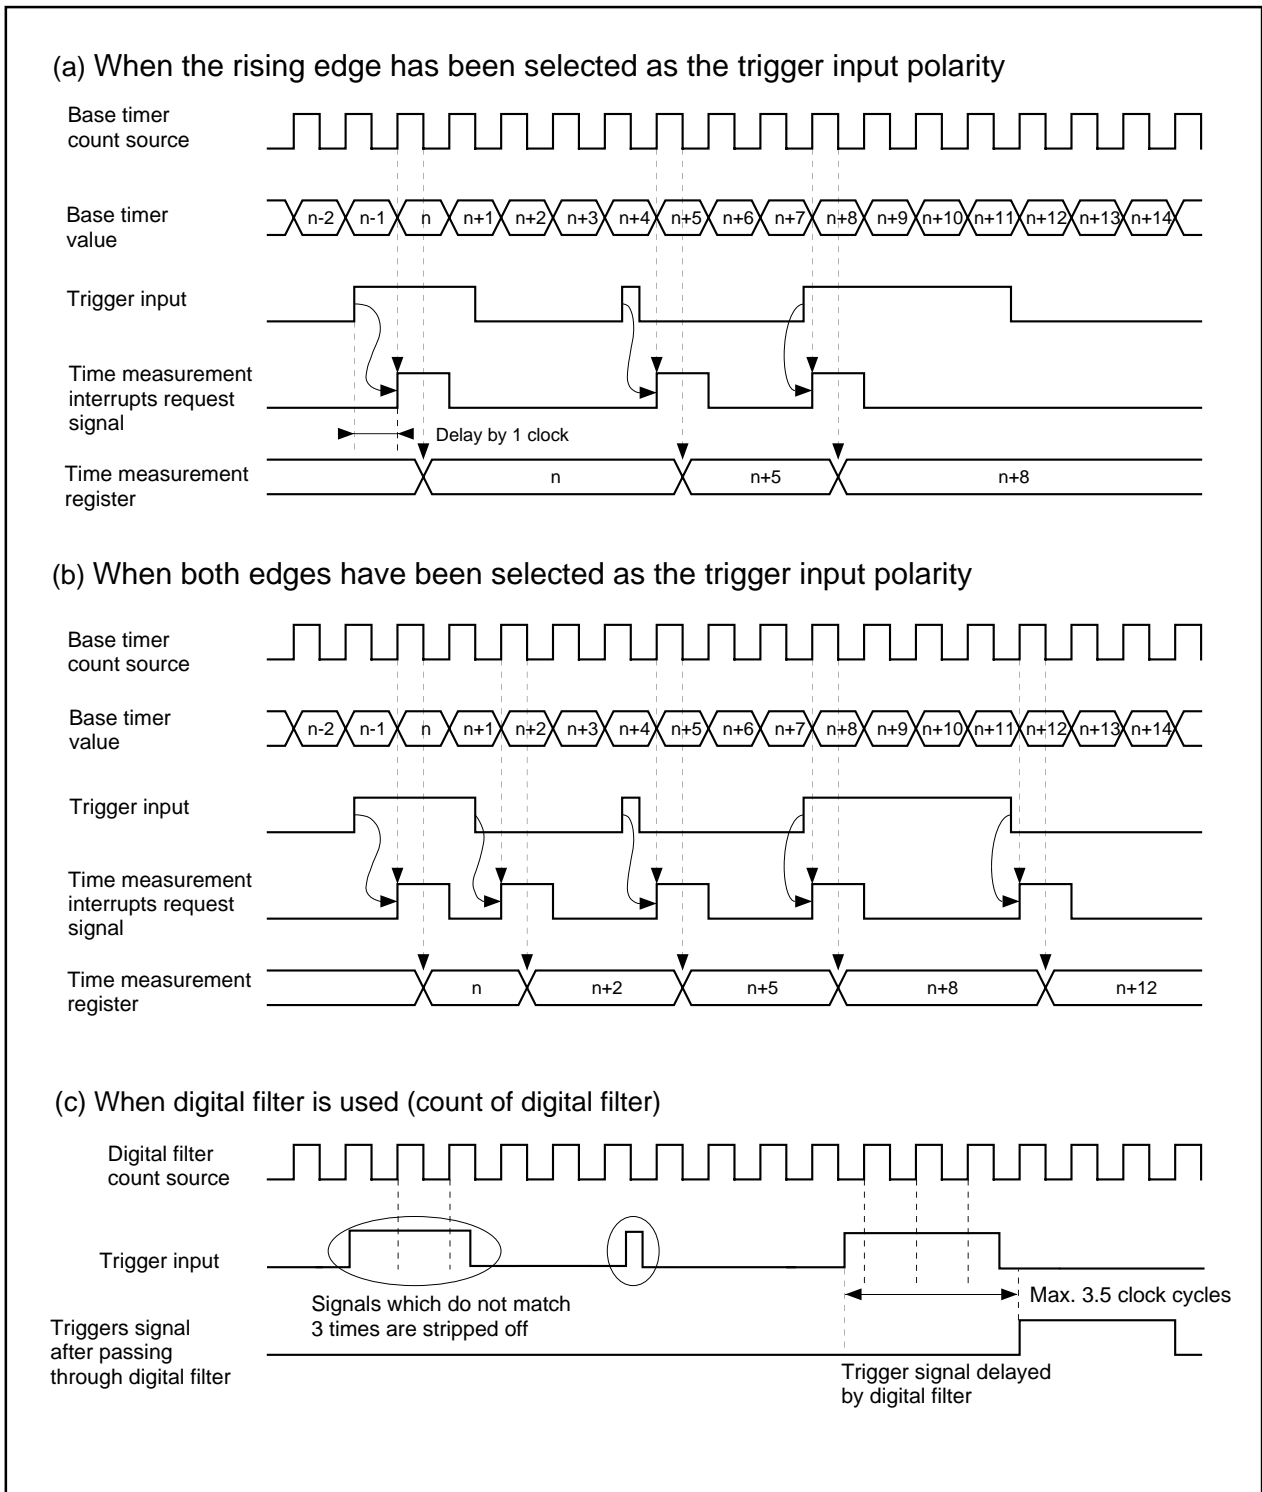 (a) When the rising edge has been selected as the trigger input polarity
Base timer
count source
Base timer
value
n-2 n-1 n n+1 n+2 n+3 n+4 n+5 n+6 n+7 n+8 n+9 n+10 n+11 n+12 n+13 n+14
Trigger input
Time measurement
interrupts request
signal
Delay by 1 clock
Time measurement
register
n n+5 n+8
(b) When both edges have been selected as the trigger input polarity
Base timer
count source
Base timer
value
n-2 n-1 n n+1 n+2 n+3 n+4 n+5 n+6 n+7 n+8 n+9 n+10 n+11 n+12 n+13 n+14
Trigger input
Time measurement
interrupts request
signal
Time measurement
register
n n+2 n+5 n+8 n+12
(c) When digital filter is used (count of digital filter)
Digital filter
count source
Trigger input
Signals which do not match
3 times are stripped off
Max. 3.5 clock cycles
Triggers signal
after passing
through digital filter
Trigger signal delayed
by digital filter